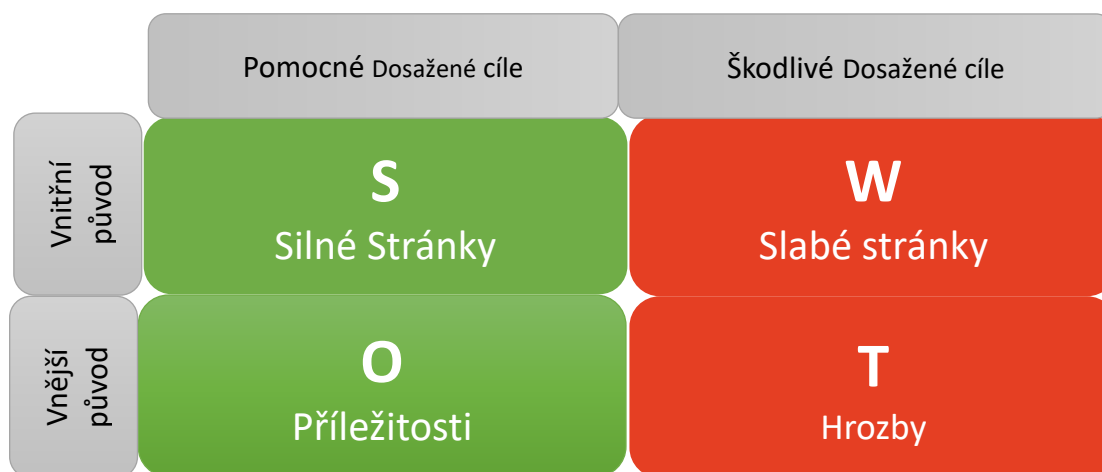 Pomocné Dosažené cíle
Škodlivé Dosažené cíle
Vnitřní
původ
S
Silné Stránky
W
Slabé stránky
Vnější
původ
O
Příležitosti
T
Hrozby